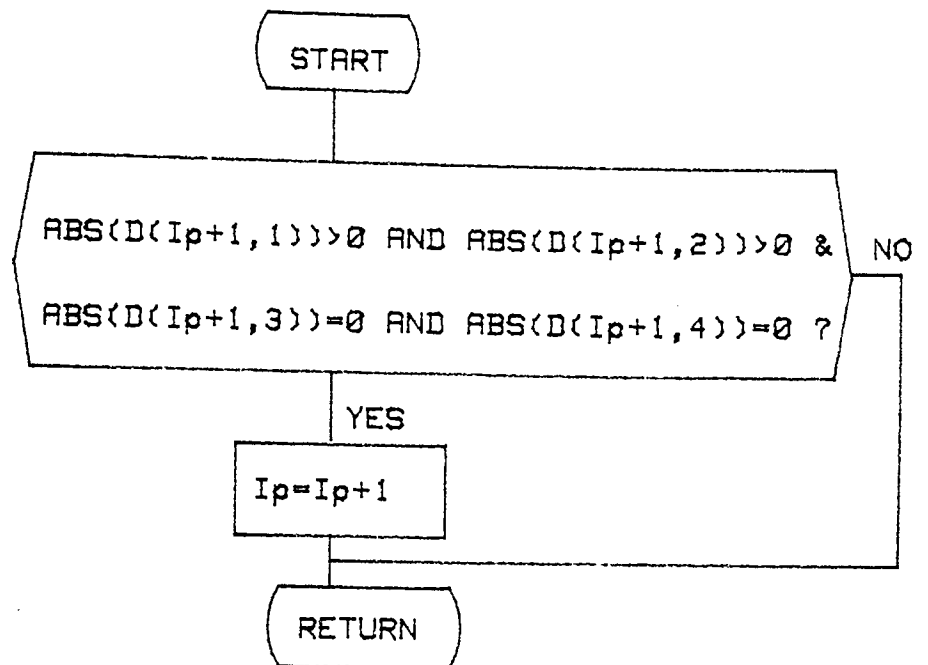 START
ABS(D(Ip+1,1))>0 AND ABS(D(Ip+1,2))>0 &
NO
ABS(D(Ip+1,3))=0 AND ABS(D(Ip+1,4))=0 ?
YES
Ip=Ip+1
RETURN